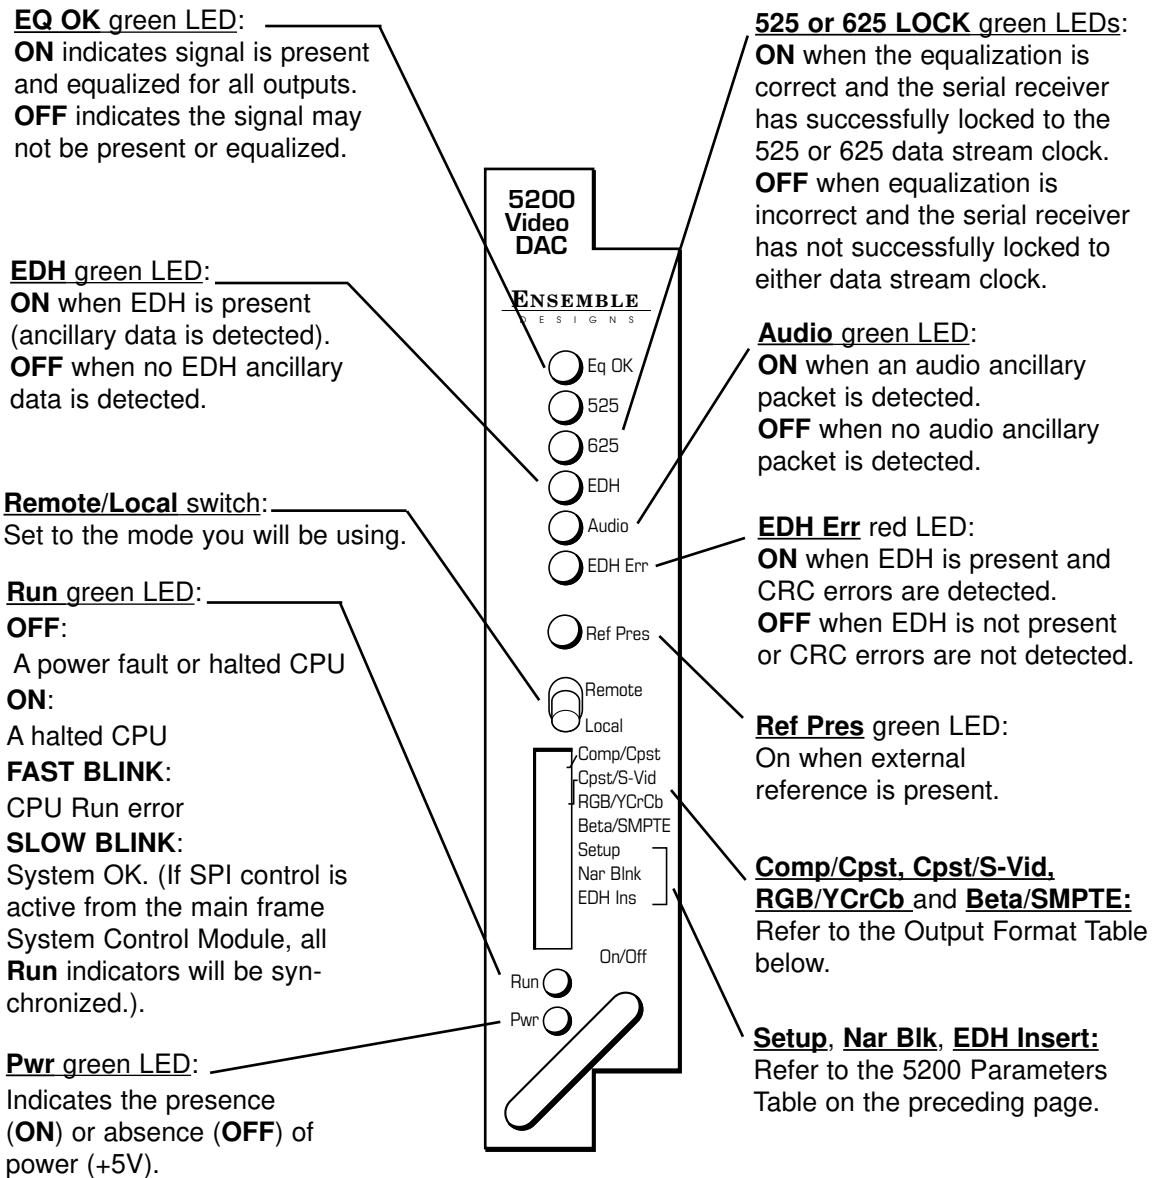 EQ OK green LED:
ON indicates signal is present
and equalized for all outputs.
OFF indicates the signal may
not be present or equalized.
EDH green LED:
ON when EDH is present
(ancillary data is detected).
OFF when no EDH ancillary
data is detected.
Remote/Local switch:
Set to the mode you will be using.
Run green LED:
OFF:
A power fault or halted CPU
ON:
A halted CPU
FAST BLINK:
CPU Run error
SLOW BLINK:
System OK. (If SPI control is
active from the main frame
System Control Module, all
Run indicators will be syn-
chronized.).
Pwr green LED:
Indicates the presence
(ON) or absence (OFF) of
power (+5V).
5200
Video
DAC
ENSEMBLE
DESIGNS
Eq OK
525
625
EDH
Audio
EDH Err
Ref Pres
Remote
Local
Comp/Cpst
Cpst/S-Vid
RGB/YCrCb
Beta/SMPTE
Setup
Nar Blnk
EDH Ins
On/Off
Run
Pwr
525 or 625 LOCK green LEDs:
ON when the equalization is
correct and the serial receiver
has successfully locked to the
525 or 625 data stream clock.
OFF when equalization is
incorrect and the serial receiver
has not successfully locked to
either data stream clock.
Audio green LED:
ON when an audio ancillary
packet is detected.
OFF when no audio ancillary
packet is detected.
EDH Err red LED:
ON when EDH is present and
CRC errors are detected.
OFF when EDH is not present
or CRC errors are not detected.
Ref Pres green LED:
On when external
reference is present.
Comp/Cpst, Cpst/S-Vid,
RGB/YCrCb and Beta/SMPTE:
Refer to the Output Format Table
below.
Setup, Nar Blk, EDH Insert:
Refer to the 5200 Parameters
Table on the preceding page.